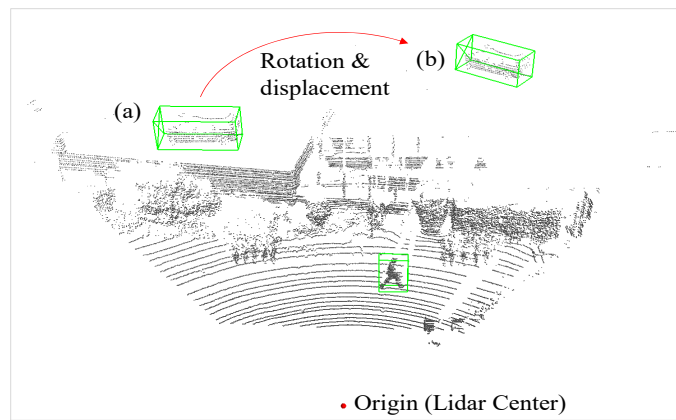 Rotation &
(b)
displacement
(a)
Origin (Lidar Center)